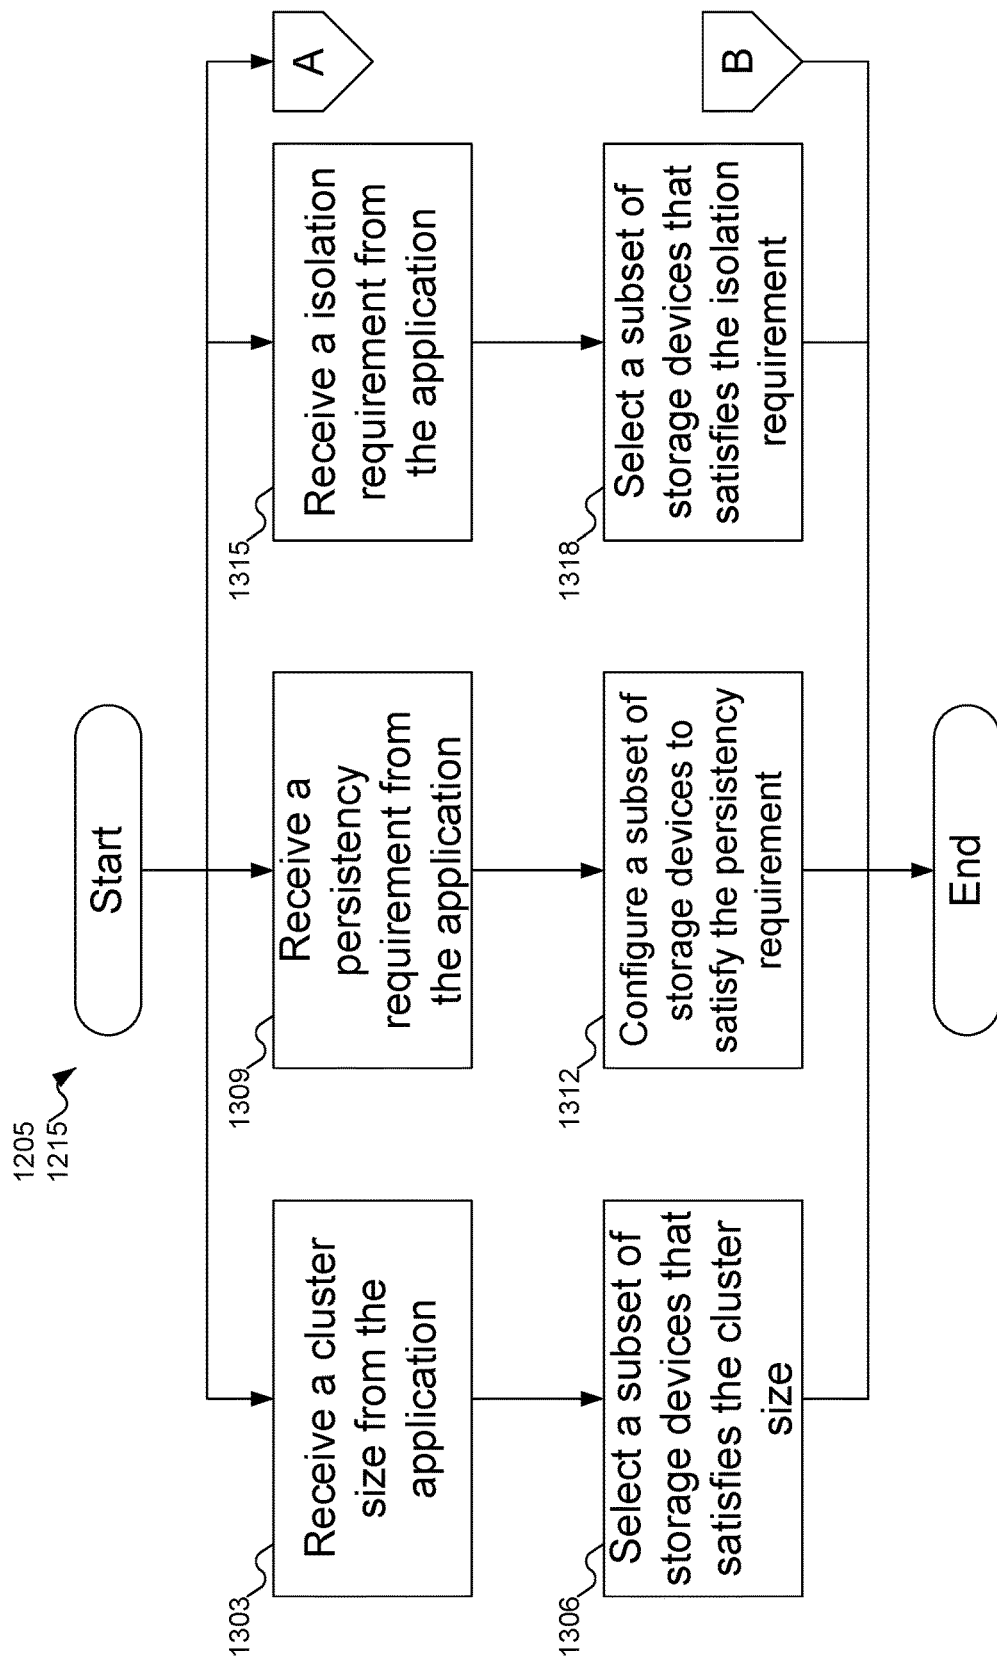 1205
1215
Start
1303
Receive a cluster
size from the
application
1309
Receive a
persistency
requirement from
the application
1315
Receive a isolation
requirement from
the application
A
1306
Select a subset of
storage devices that
satisfies the cluster
size
1312
Configure a subset of
storage devices to
satisfy the persistency
requirement
1318
Select a subset of
storage devices that
satisfies the isolation
requirement
B
End